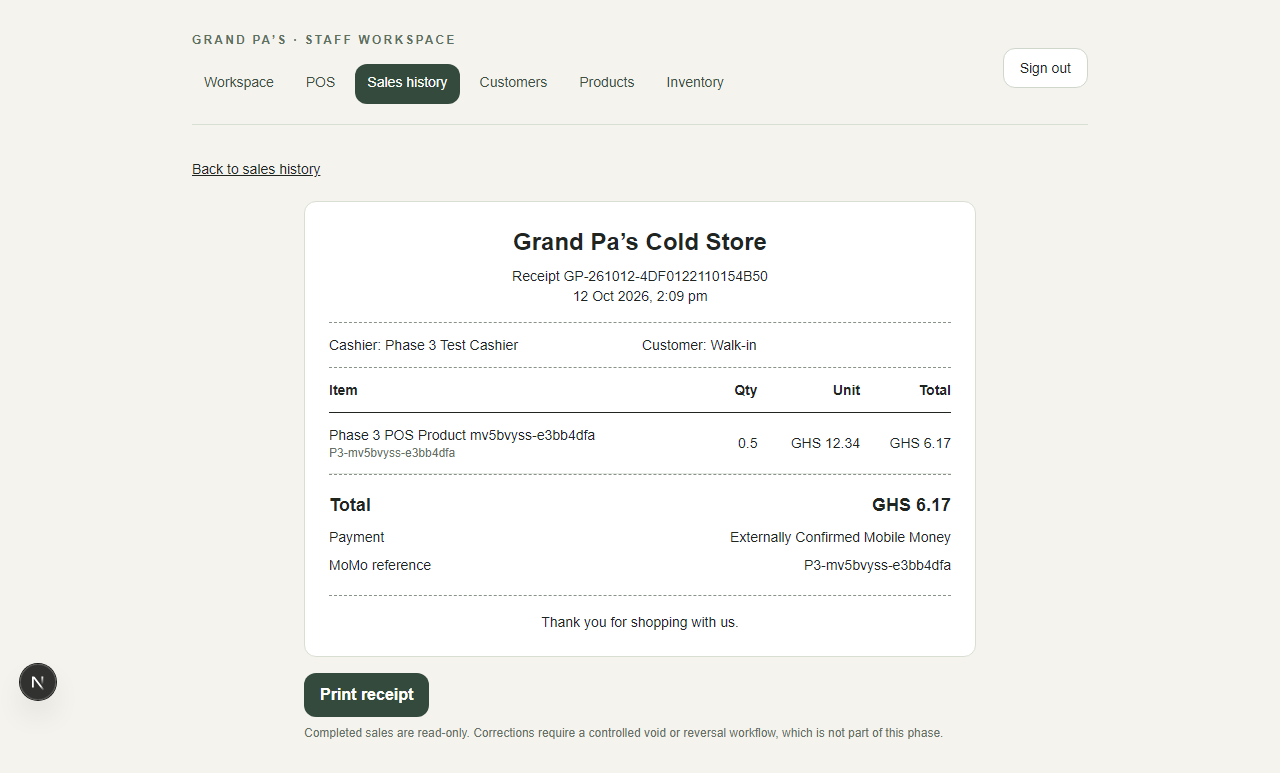 GRAND PA’S · STAFF WORKSPACE
Workspace POS Sales history Customers Products Inventory Sign out
Back to sales history
Grand Pa’s Cold Store
Receipt GP-261012-4DF0122110154B50
12 Oct 2026, 2:09 pm
Cashier: Phase 3 Test Cashier Customer: Walk-in
Item Qty Unit Total
Phase 3 POS Product mv5bvyss-e3bb4dfa 0.5 GHS 12.34 GHS 6.17
P3-mv5bvyss-e3bb4dfa
Total GHS 6.17
Payment Externally Confirmed Mobile Money
MoMo reference P3-mv5bvyss-e3bb4dfa
Thank you for shopping with us.
N
Print receipt
Completed sales are read-only. Corrections require a controlled void or reversal workflow, which is not part of this phase.